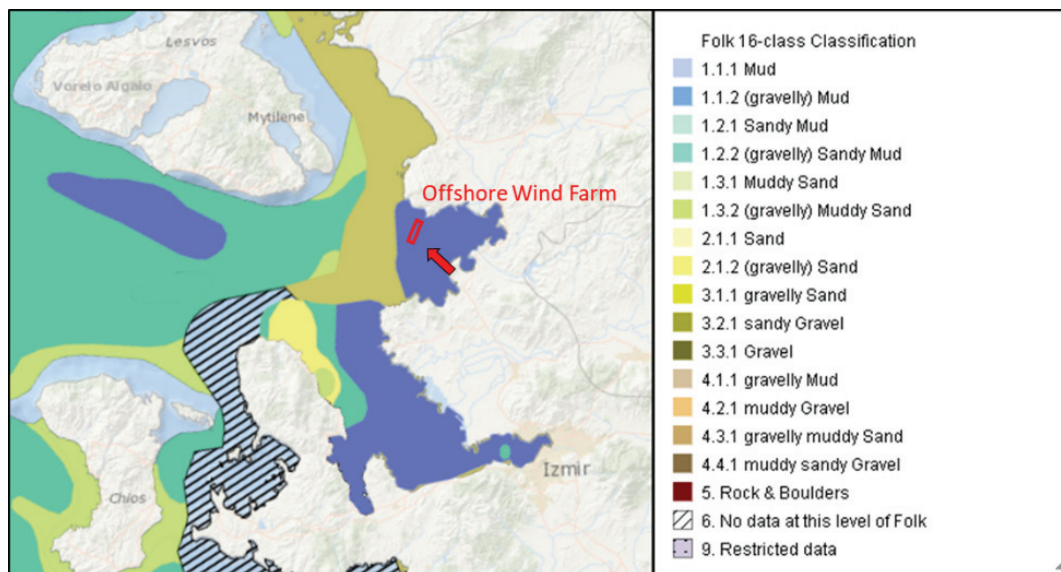 Lesvos
Voreio Aigaio
Mytilene
Offshore Wind Farm
Izmir
Chios
Folk 16-class Classification
1.1.1 Mud
1.1.2 (gravelly) Mud
1.2.1 Sandy Mud
1.2.2 (gravelly) Sandy Mud
1.3.1 Muddy Sand
1.3.2 (gravelly) Muddy Sand
2.1.1 Sand
2.1.2 (gravelly) Sand
3.1.1 gravelly Sand
3.2.1 sandy Gravel
3.3.1 Gravel
4.1.1 gravelly Mud
4.2.1 muddy Gravel
4.3.1 gravelly muddy Sand
4.4.1 muddy sandy Gravel
5. Rock & Boulders
6. No data at this level of Folk
9. Restricted data